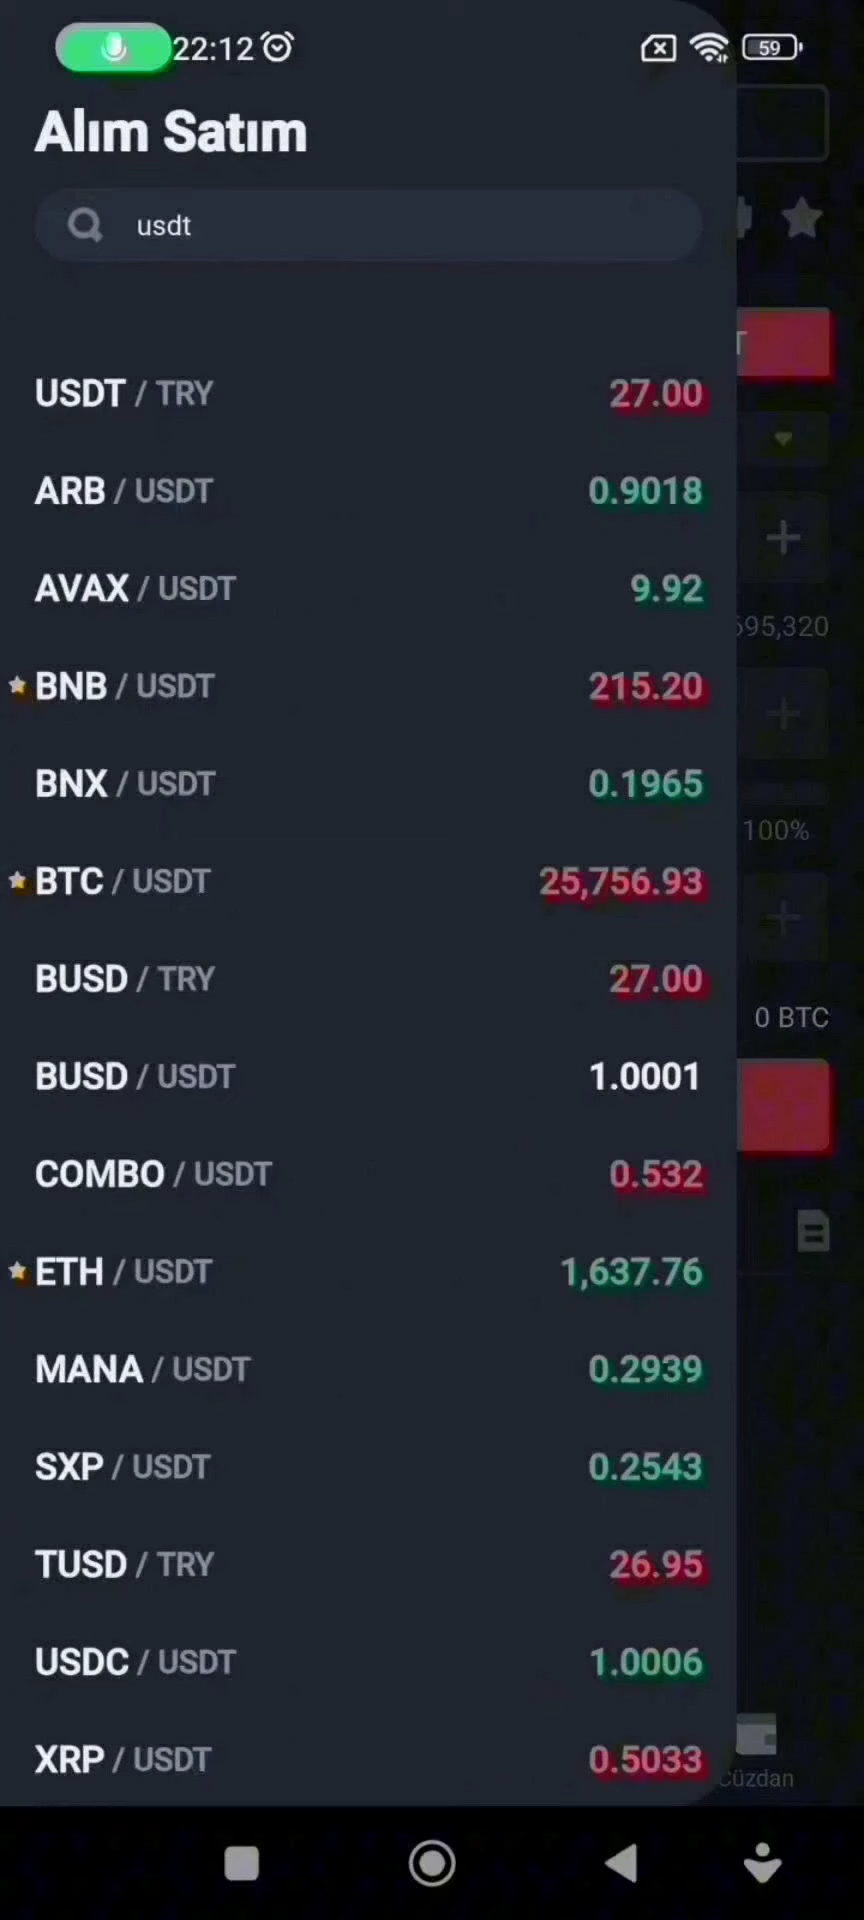 22:12 59
Alım Satım
usdt
T
USDT / TRY 27.00
ARB / USDT 0.9018
AVAX / USDT 9.92
95,320
BNB / USDT 215.20
BNX / USDT 0.1965
100%
BTC / USDT 25,756.93
BUSD / TRY 27.00
0 BTC
BUSD / USDT 1.0001
COMBO / USDT 0.532
ETH / USDT 1,637.76
MANA / USDT 0.2939
SXP / USDT 0.2543
TUSD / TRY 26.95
USDC / USDT 1.0006
XRP / USDT 0.5033
Cüzdan